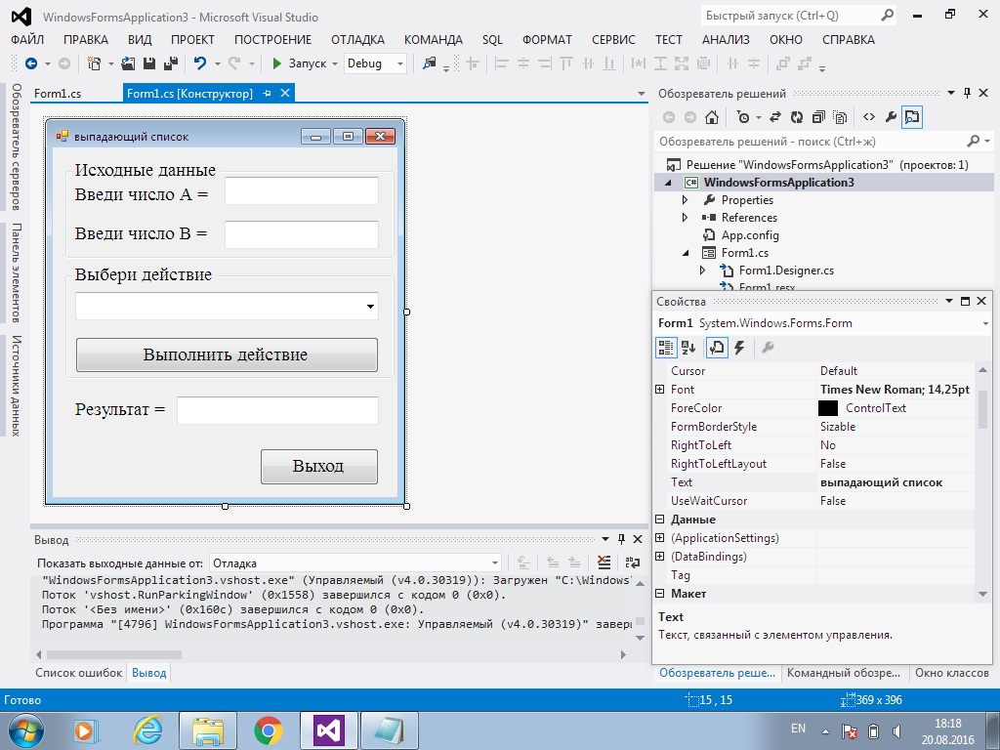 WindowsFormsApplication3 - Microsoft Visual Studio
Быстрый запуск (Ctrl+Q)
ФАЙЛ ПРАВКА ВИД ПРОЕКТ ПОСТРОЕНИЕ ОТЛАДКА КОМАНДА SQL ФОРМАТ СЕРВИС ТЕСТ АНАЛИЗ ОКНО СПРАВКА
Запуск Debug
Обозреватель серверов
Панель элементов
Источники данных
Form1.cs Form1.cs [Конструктор]
выпадающий список
Исходные данные
Введи число A =
Введи число B =
Выбери действие
Выполнить действие
Результат =
Выход
Вывод
Показать выходные данные от: Отладка
"WindowsFormsApplication3.vshost.exe" (Управляемый (v4.0.30319)): Загружен "C:\Windows
Поток 'vshost.RunParkingWindow' (0x1558) завершился с кодом 0 (0x0).
Поток '<Без имени>' (0x160c) завершился с кодом 0 (0x0).
Программа "[4796] WindowsFormsApplication3.vshost.exe: Управляемый (v4.0.30319)" завер
Список ошибок Вывод
Обозреватель решений
Обозреватель решений - поиск (Ctrl+ж)
Решение "WindowsFormsApplication3" (проектов: 1)
C# WindowsFormsApplication3
Properties
References
App.config
Form1.cs
Form1.Designer.cs
Form1.resx
Свойства
Form1 System.Windows.Forms.Form
Cursor Default
Font Times New Roman; 14,25pt
ForeColor ControlText
FormBorderStyle Sizable
RightToLeft No
RightToLeftLayout False
Text выпадающий список
UseWaitCursor False
Данные
(ApplicationSettings)
(DataBindings)
Tag
Макет
Text
Текст, связанный с элементом управления.
Обозреватель реше... Командный обозре... Окно классов
Готово 15 , 15 369 x 396
EN 18:18
20.08.2016